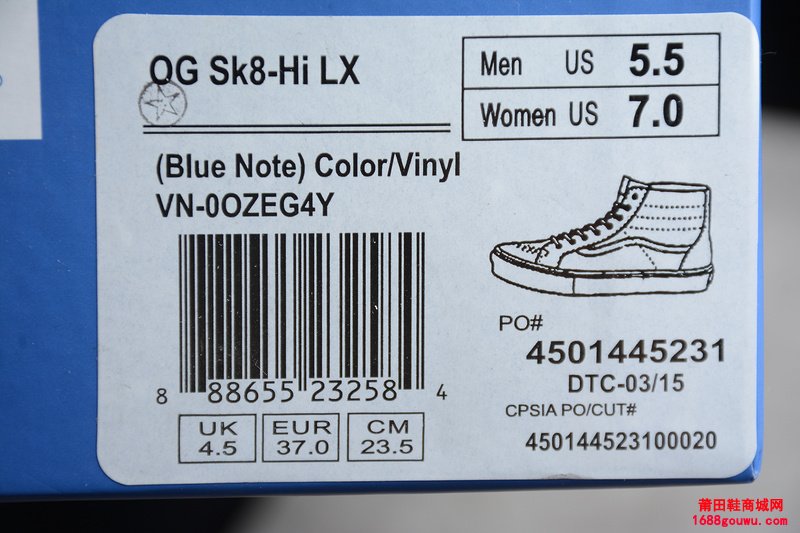 OG Sk8-Hi LX
Men US 5.5
Women US 7.0
(Blue Note) Color/Vinyl
VN-0OZEG4Y
8 88655 23258 4
UK 4.5
EUR 37.0
CM 23.5
PO#
4501445231
DTC-03/15
CPSIA PO/CUT#
450144523100020
莆田鞋商城网
1688gouwu.com